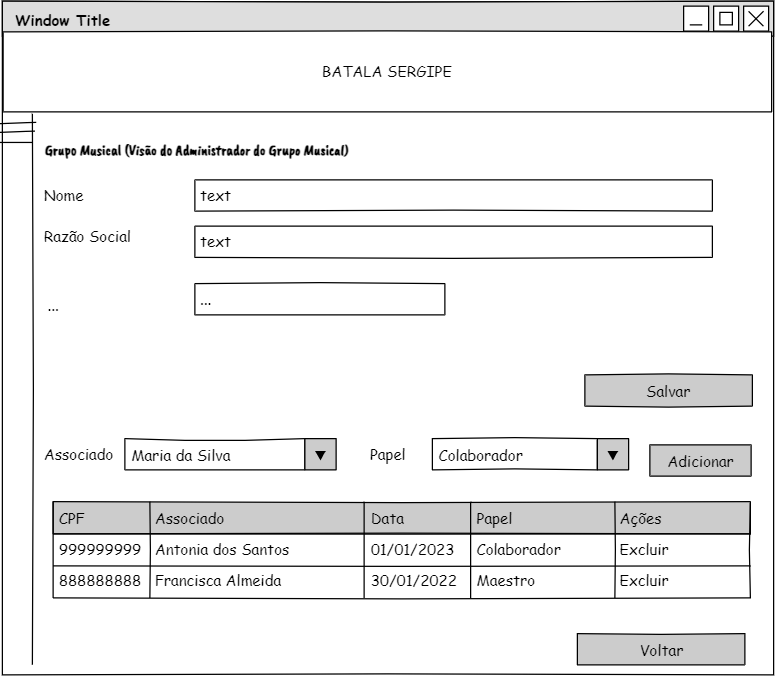 Window Title
BATALA SERGIPE
Grupo Musical (Visão do Administrador do Grupo Musical)
Nome text
Razão Social text
... ...
Salvar
Associado Maria da Silva Papel Colaborador Adicionar
CPF Associado Data Papel Ações
999999999 Antonia dos Santos 01/01/2023 Colaborador Excluir
888888888 Francisca Almeida 30/01/2022 Maestro Excluir
Voltar